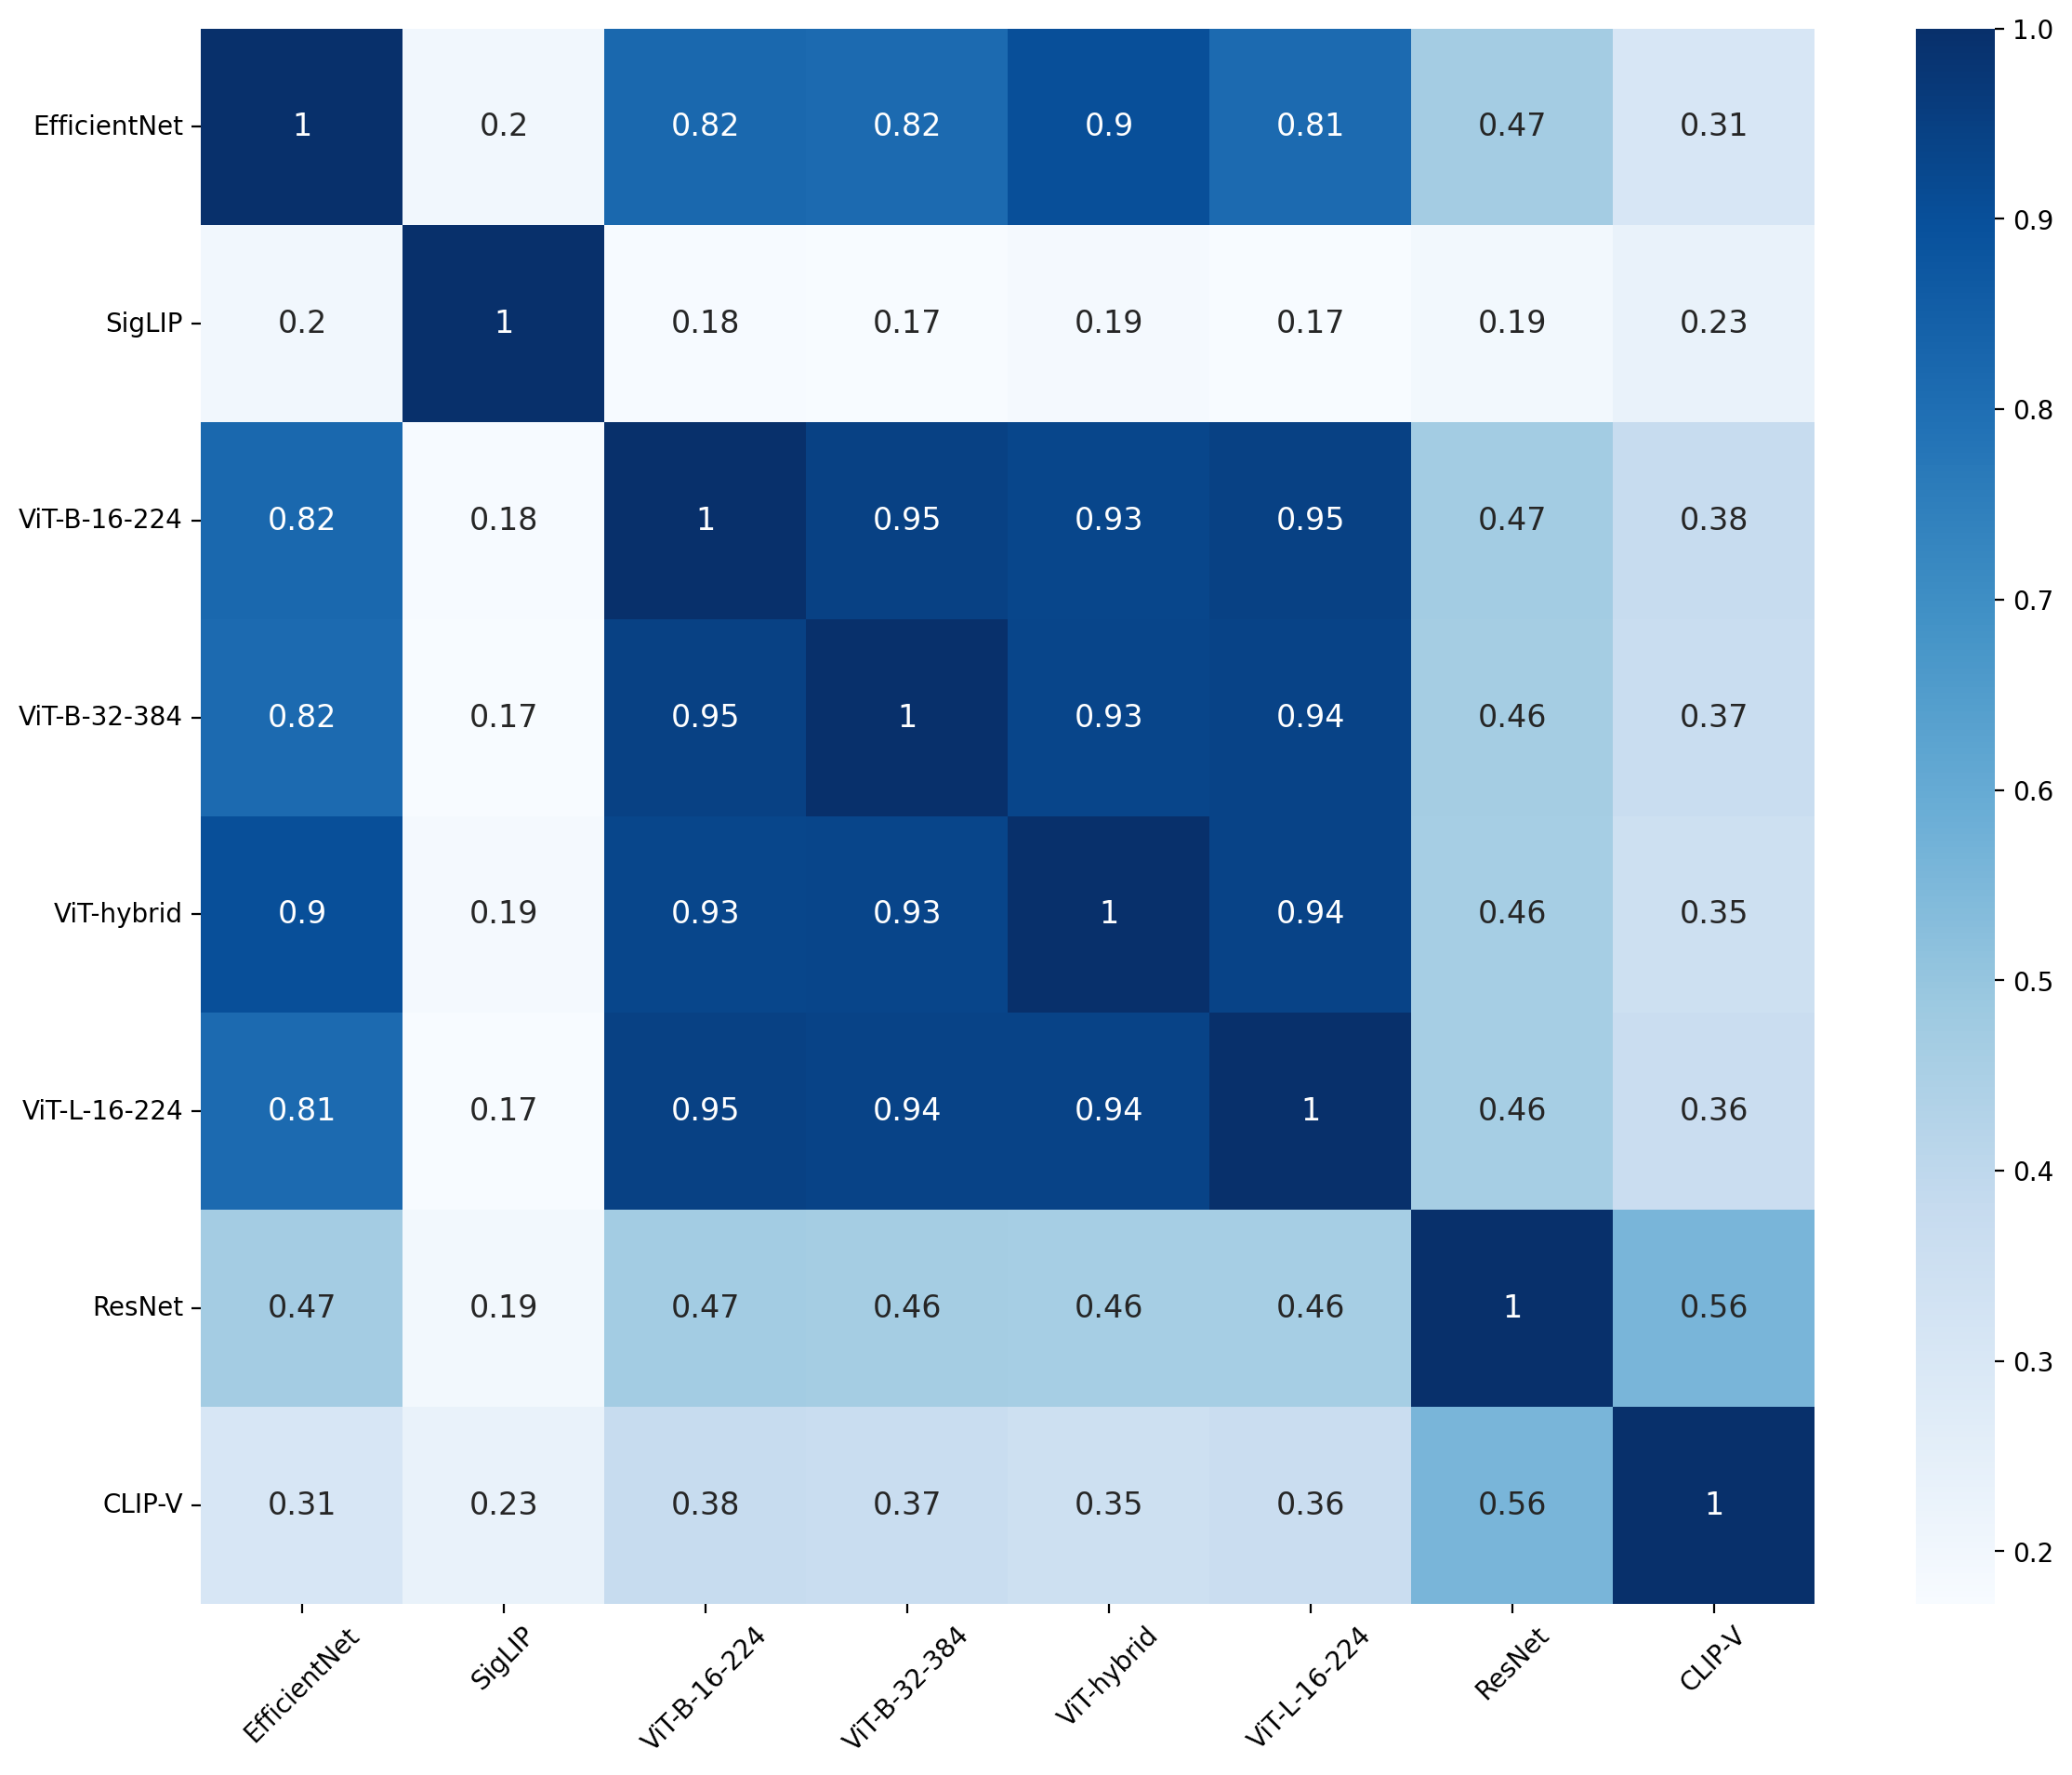 EfficientNet 1 0.2 0.82 0.82 0.9 0.81 0.47 0.31
SigLIP 0.2 1 0.18 0.17 0.19 0.17 0.19 0.23
ViT-B-16-224 0.82 0.18 1 0.95 0.93 0.95 0.47 0.38
ViT-B-32-384 0.82 0.17 0.95 1 0.93 0.94 0.46 0.37
ViT-hybrid 0.9 0.19 0.93 0.93 1 0.94 0.46 0.35
ViT-L-16-224 0.81 0.17 0.95 0.94 0.94 1 0.46 0.36
ResNet 0.47 0.19 0.47 0.46 0.46 0.46 1 0.56
CLIP-V 0.31 0.23 0.38 0.37 0.35 0.36 0.56 1
EfficientNet SigLIP ViT-B-16-224 ViT-B-32-384 ViT-hybrid ViT-L-16-224 ResNet CLIP-V
1.0
0.9
0.8
0.7
0.6
0.5
0.4
0.3
0.2